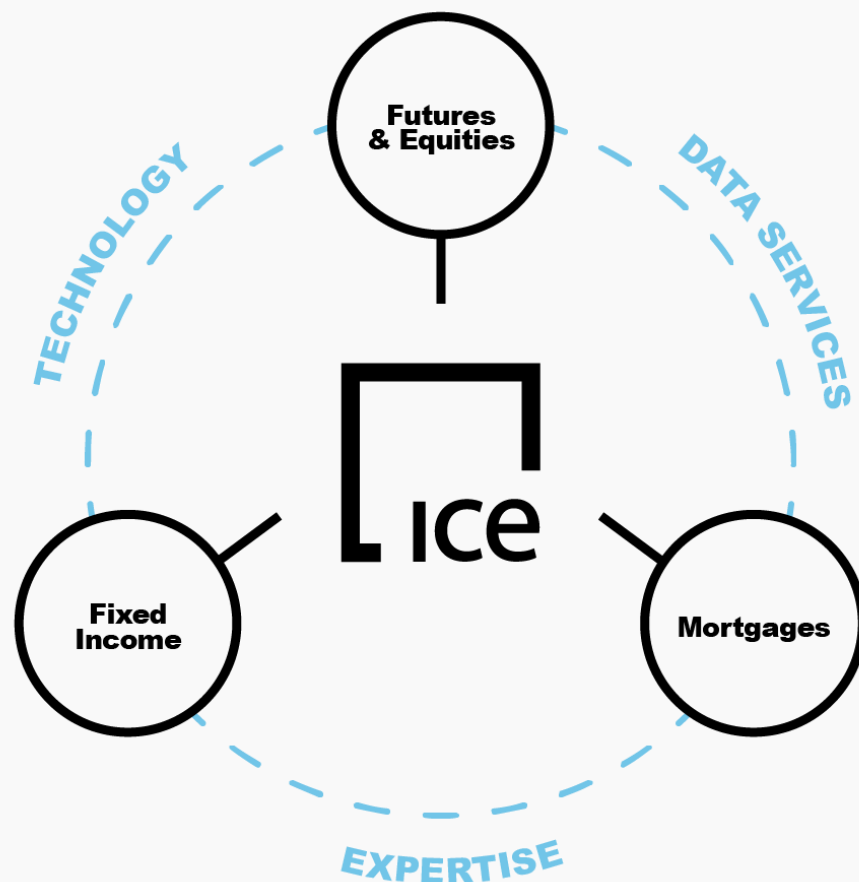 Futures
& Equities
TECHNOLOGY
DATA SERVICES
ice
Fixed
Income
Mortgages
EXPERTISE